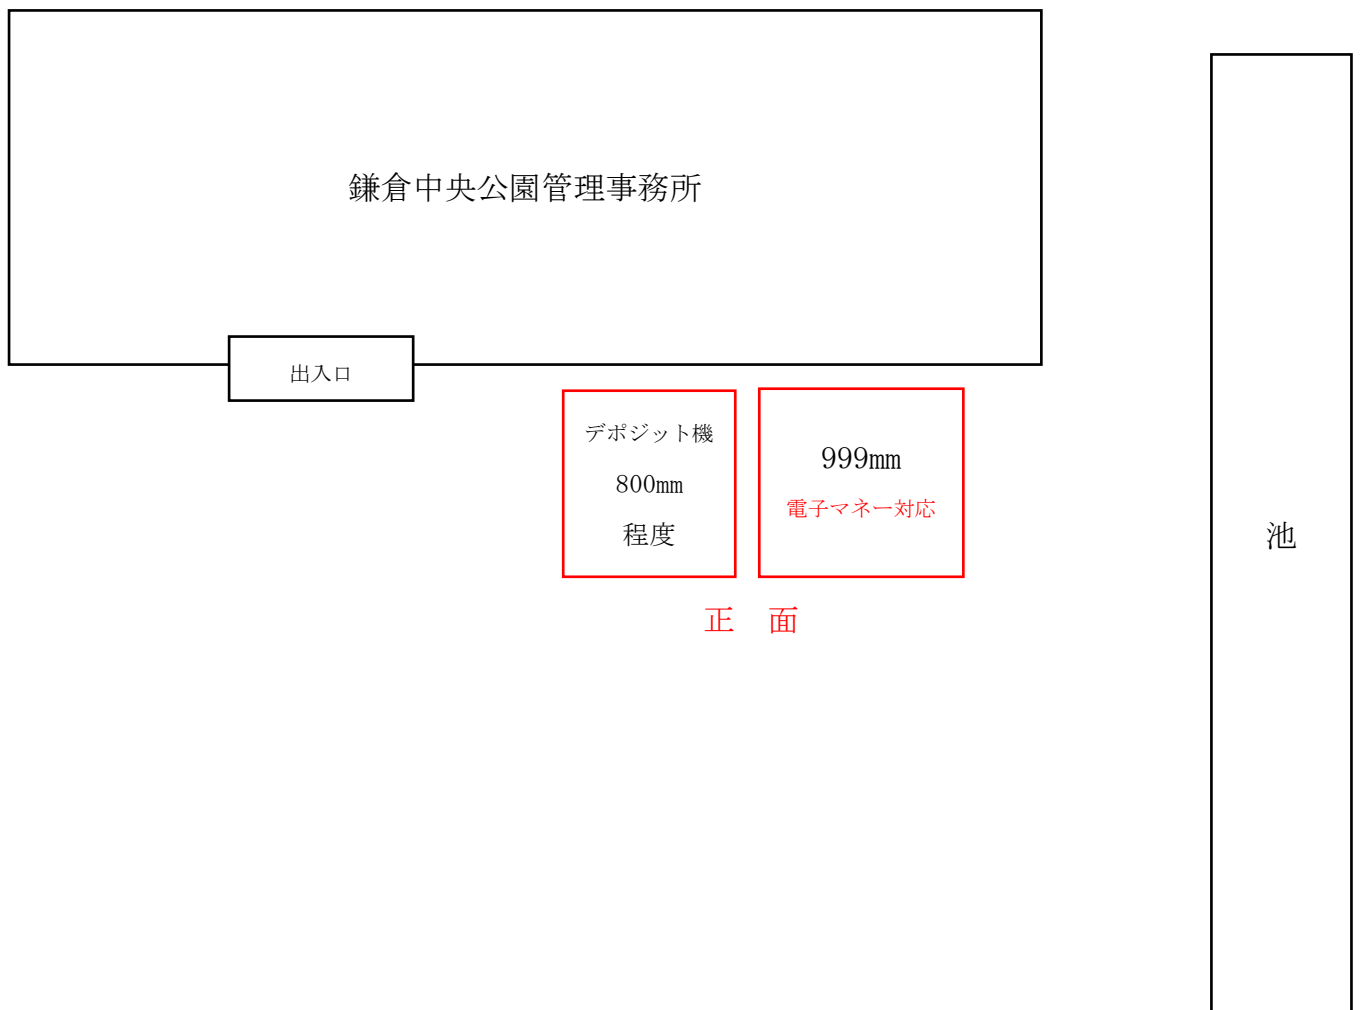 鎌倉中央公園管理事務所
出入口
デポジット機
800mm
程度
999mm
電子マネー対応
正　面
池